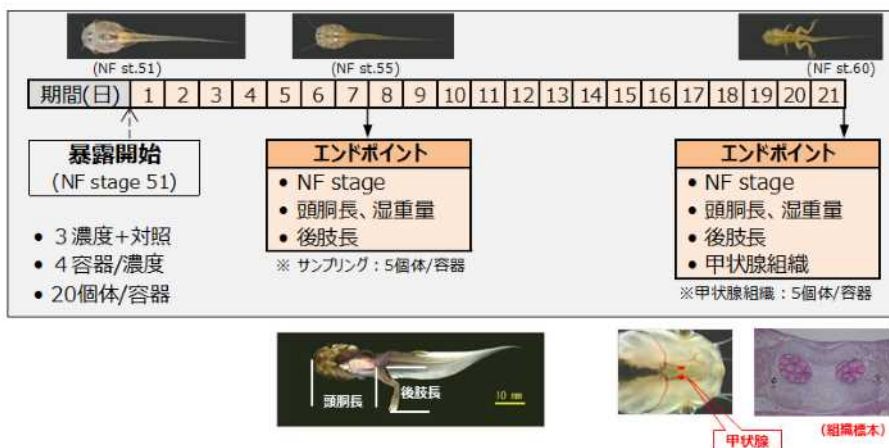 (NF st.51)
(NF st.55)
(NF st.60)
期間(日) 1 2 3 4 5 6 7 8 9 10 11 12 13 14 15 16 17 18 19 20 21
暴露開始
(NF stage 51)
• 3濃度+対照
• 4容器/濃度
• 20個体/容器
エンドポイント
• NF stage
• 頭胴長、湿重量
• 後肢長
※ サンプリング：5個体/容器
エンドポイント
• NF stage
• 頭胴長、湿重量
• 後肢長
• 甲状腺組織
※甲状腺組織：5個体/容器
頭胴長
後肢長
10 mm
甲状腺
(組織標本)